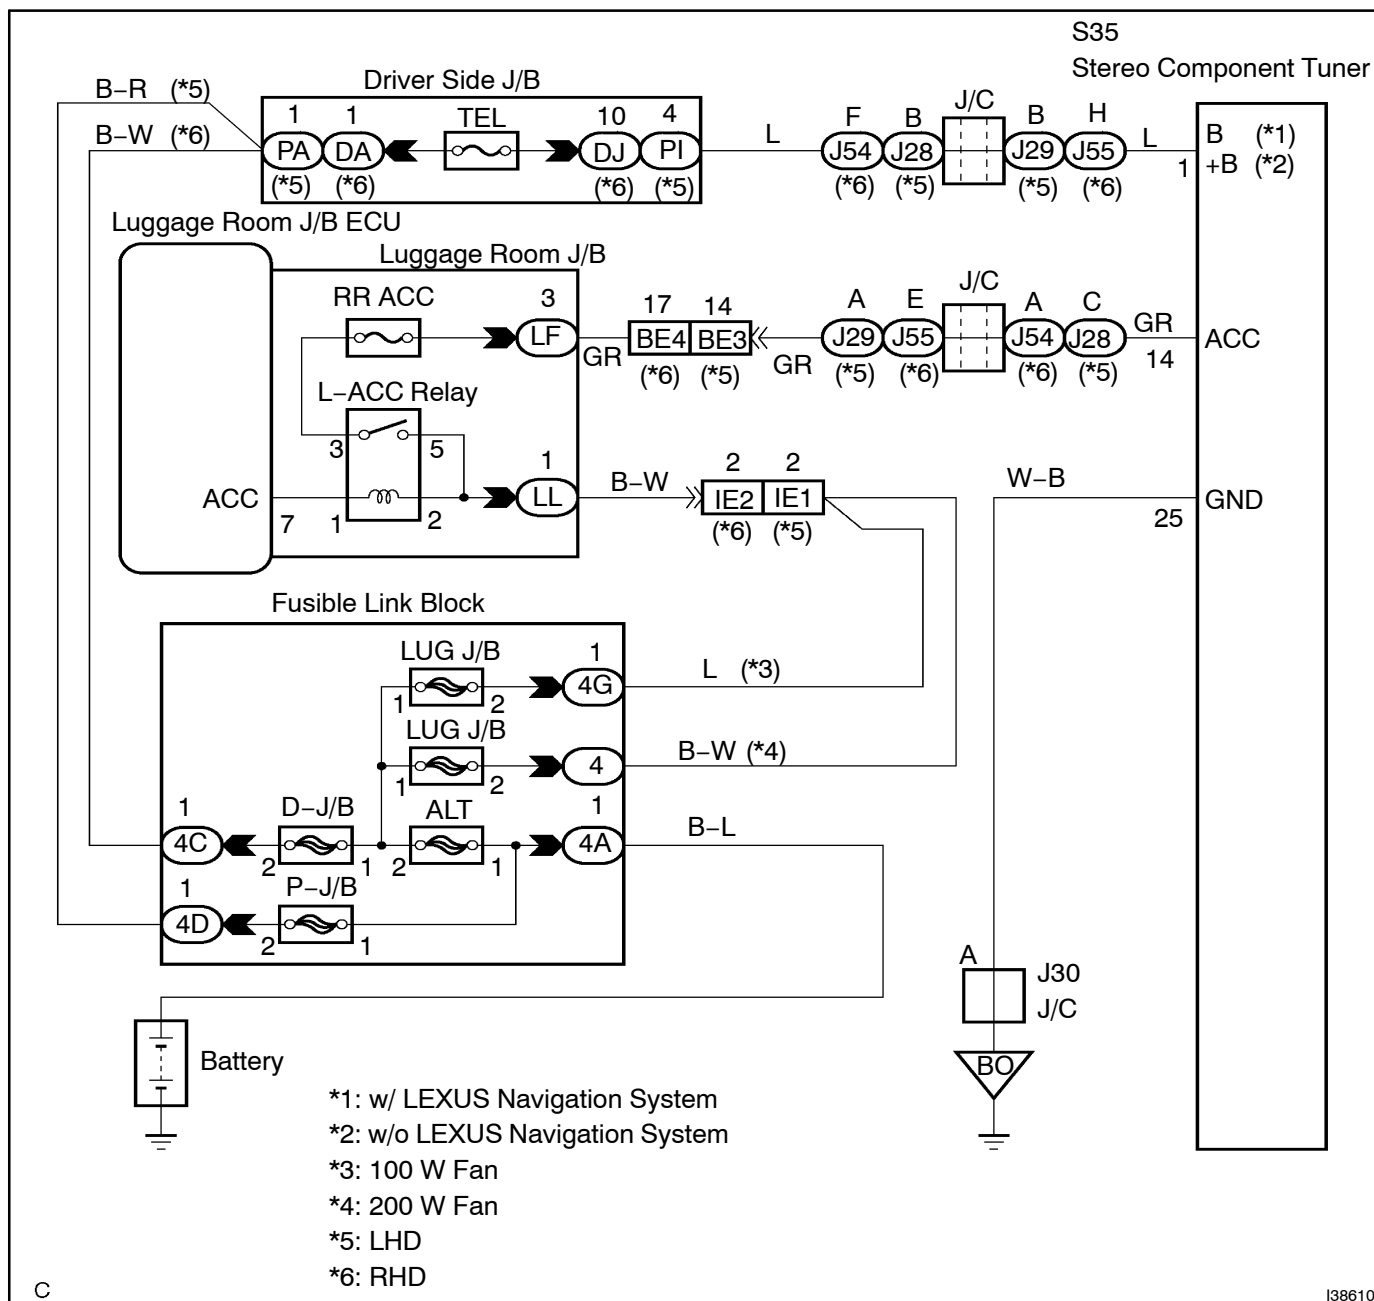 S35
Stereo Component Tuner
Driver Side J/B
B–R (*5)
B–W (*6)
1 1 TEL 10 4
PA DA DJ PI
(*5) (*6) (*6) (*5)
L
F B J/C B H
J54 J28 J29 J55
(*6) (*5) (*5) (*6)
L
1
B (*1)
+B (*2)
Luggage Room J/B ECU
Luggage Room J/B
RR ACC
3
LF
GR
17 14
BE4 BE3
(*6) (*5)
GR
A E J/C A C
J29 J55 J54 J28
(*5) (*6) (*6) (*5)
GR
14
ACC
L–ACC Relay
3 5
1
LL
ACC
7 1 2
B–W
2 2
IE2 IE1
(*6) (*5)
W–B
25
GND
Fusible Link Block
LUG J/B
1
4G
1 2
L (*3)
LUG J/B
4
1 2
B–W (*4)
1
D–J/B
ALT
1
4C
2 1 2 1
4A
B–L
1
P–J/B
4D
2 1
A
J30
J/C
BO
Battery
*1: w/ LEXUS Navigation System
*2: w/o LEXUS Navigation System
*3: 100 W Fan
*4: 200 W Fan
*5: LHD
*6: RHD
C
I38610